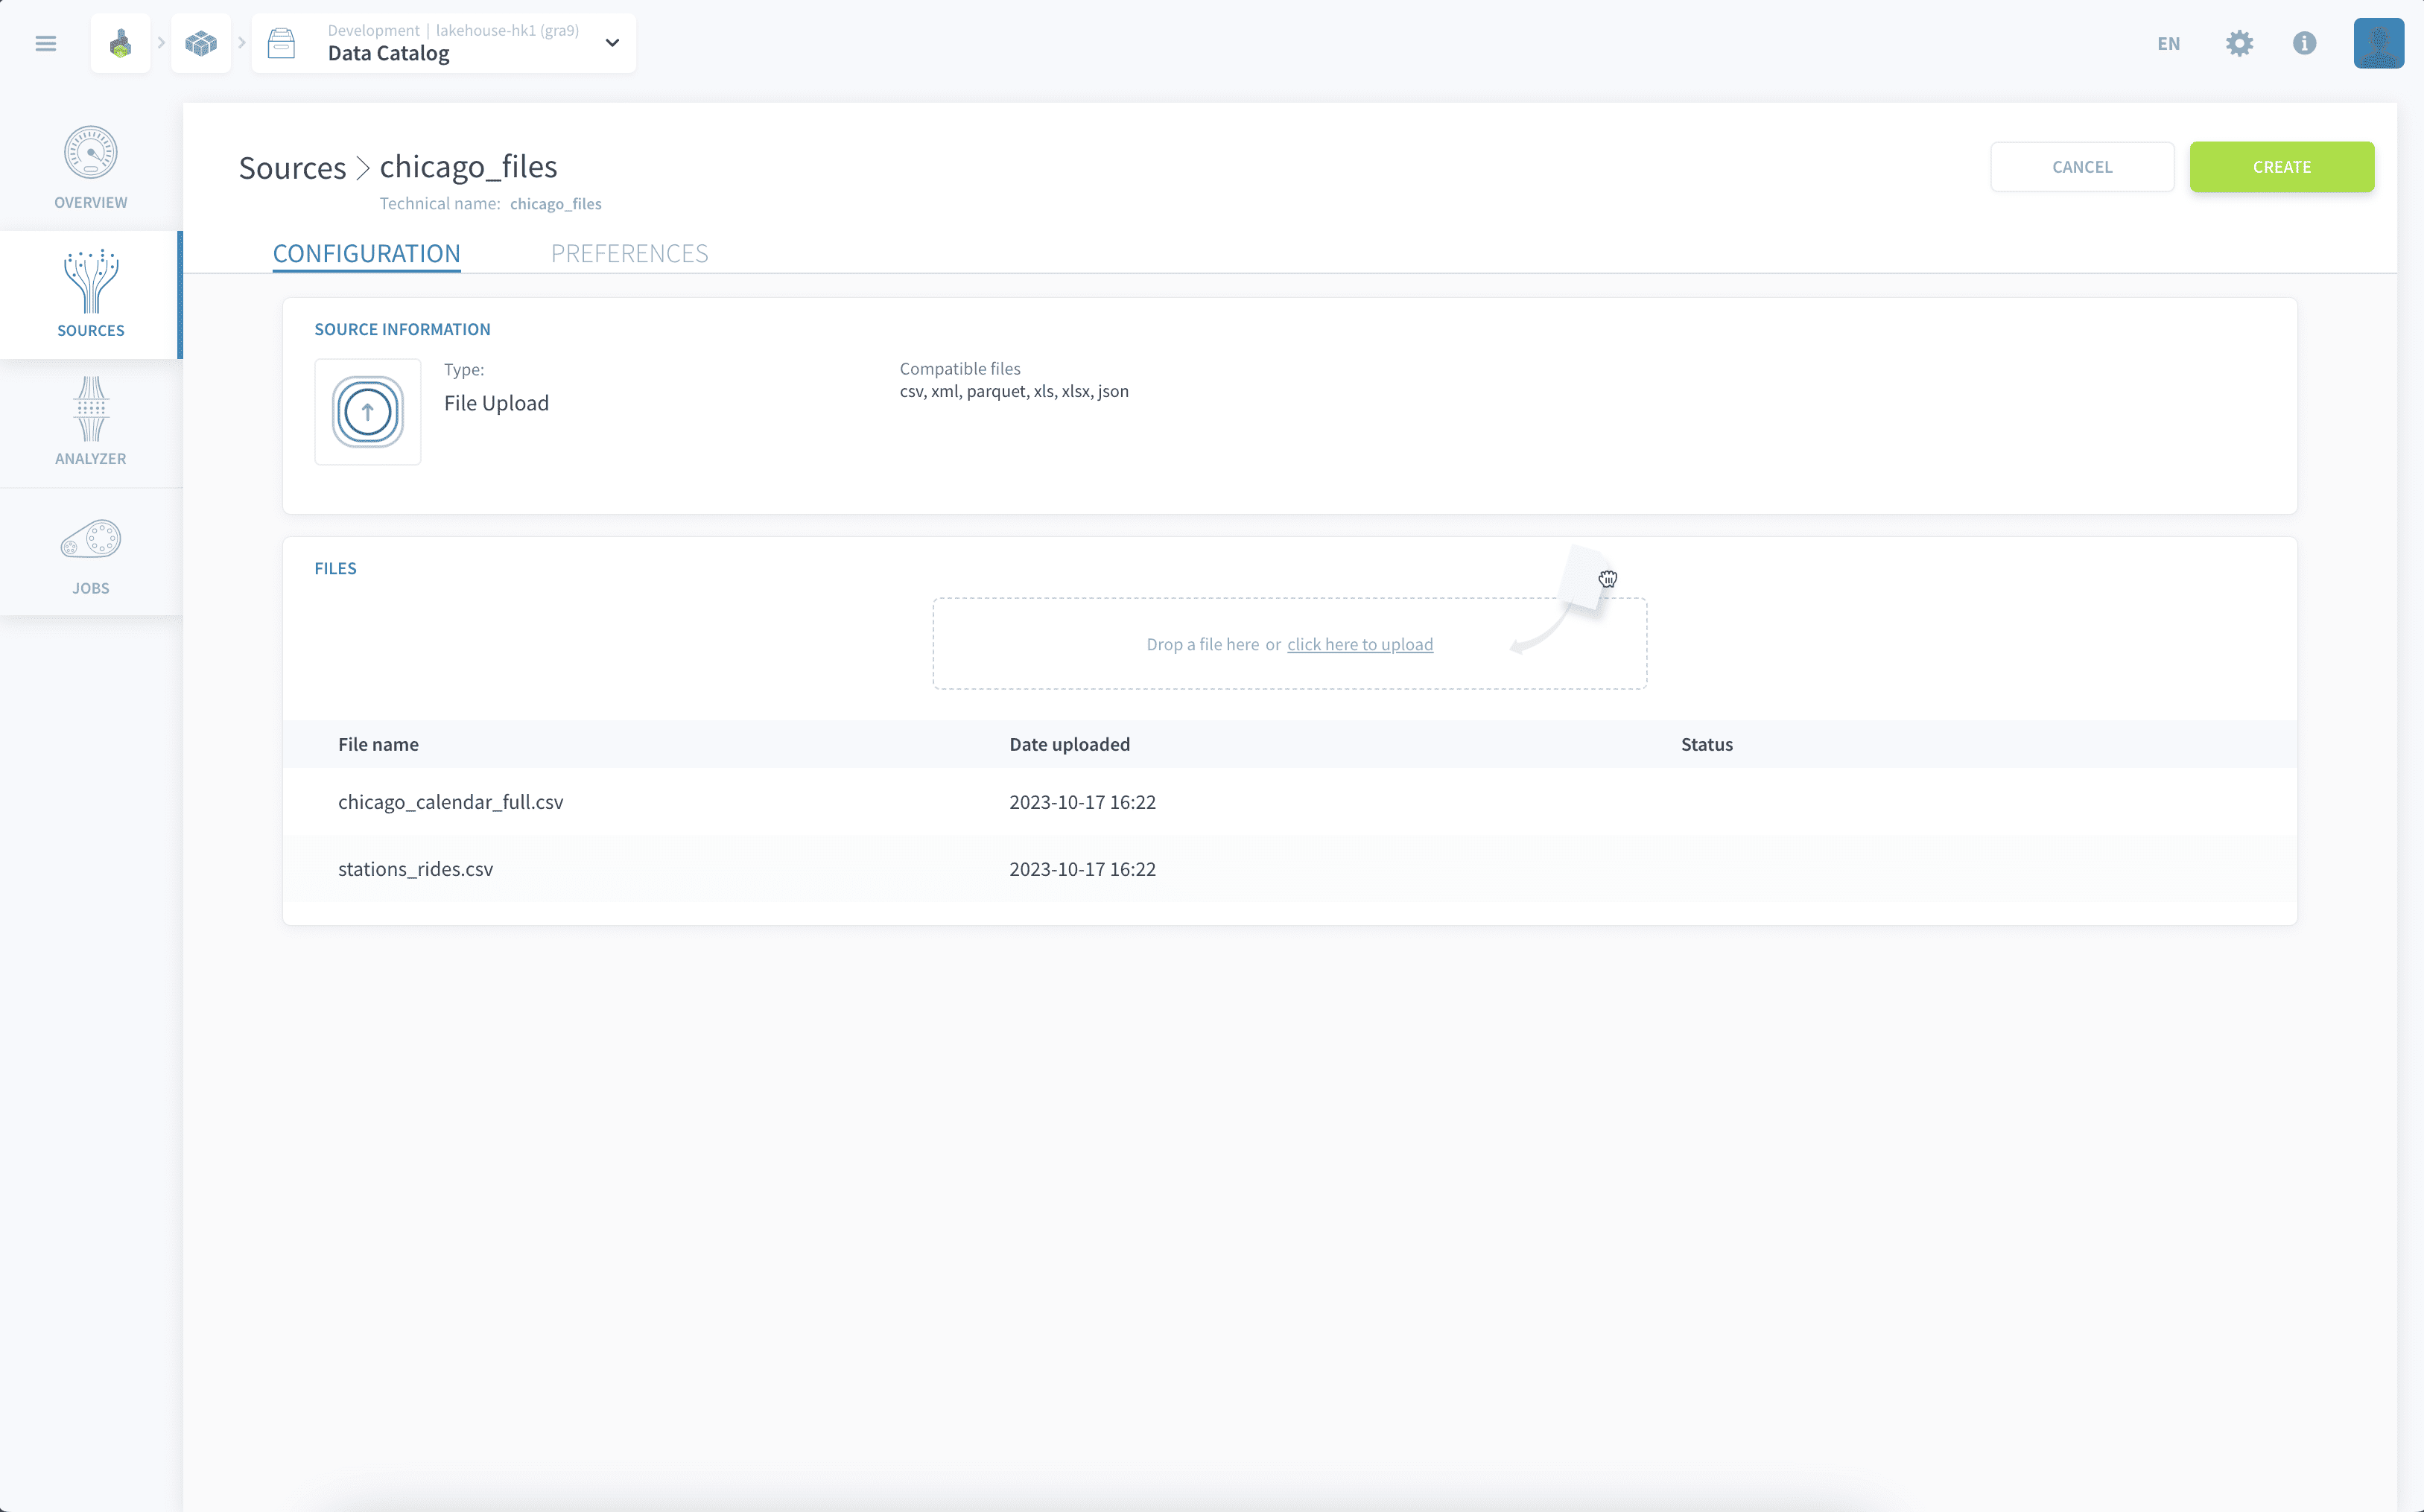 Development | lakehouse-hk1 (gra9)
Data Catalog
EN
OVERVIEW
SOURCES
ANALYZER
JOBS
Sources > chicago_files
Technical name: chicago_files
CANCEL
CREATE
CONFIGURATION
PREFERENCES
SOURCE INFORMATION
Type:
File Upload
Compatible files
csv, xml, parquet, xls, xlsx, json
FILES
Drop a file here or click here to upload
File name Date uploaded Status
chicago_calendar_full.csv 2023-10-17 16:22
stations_rides.csv 2023-10-17 16:22